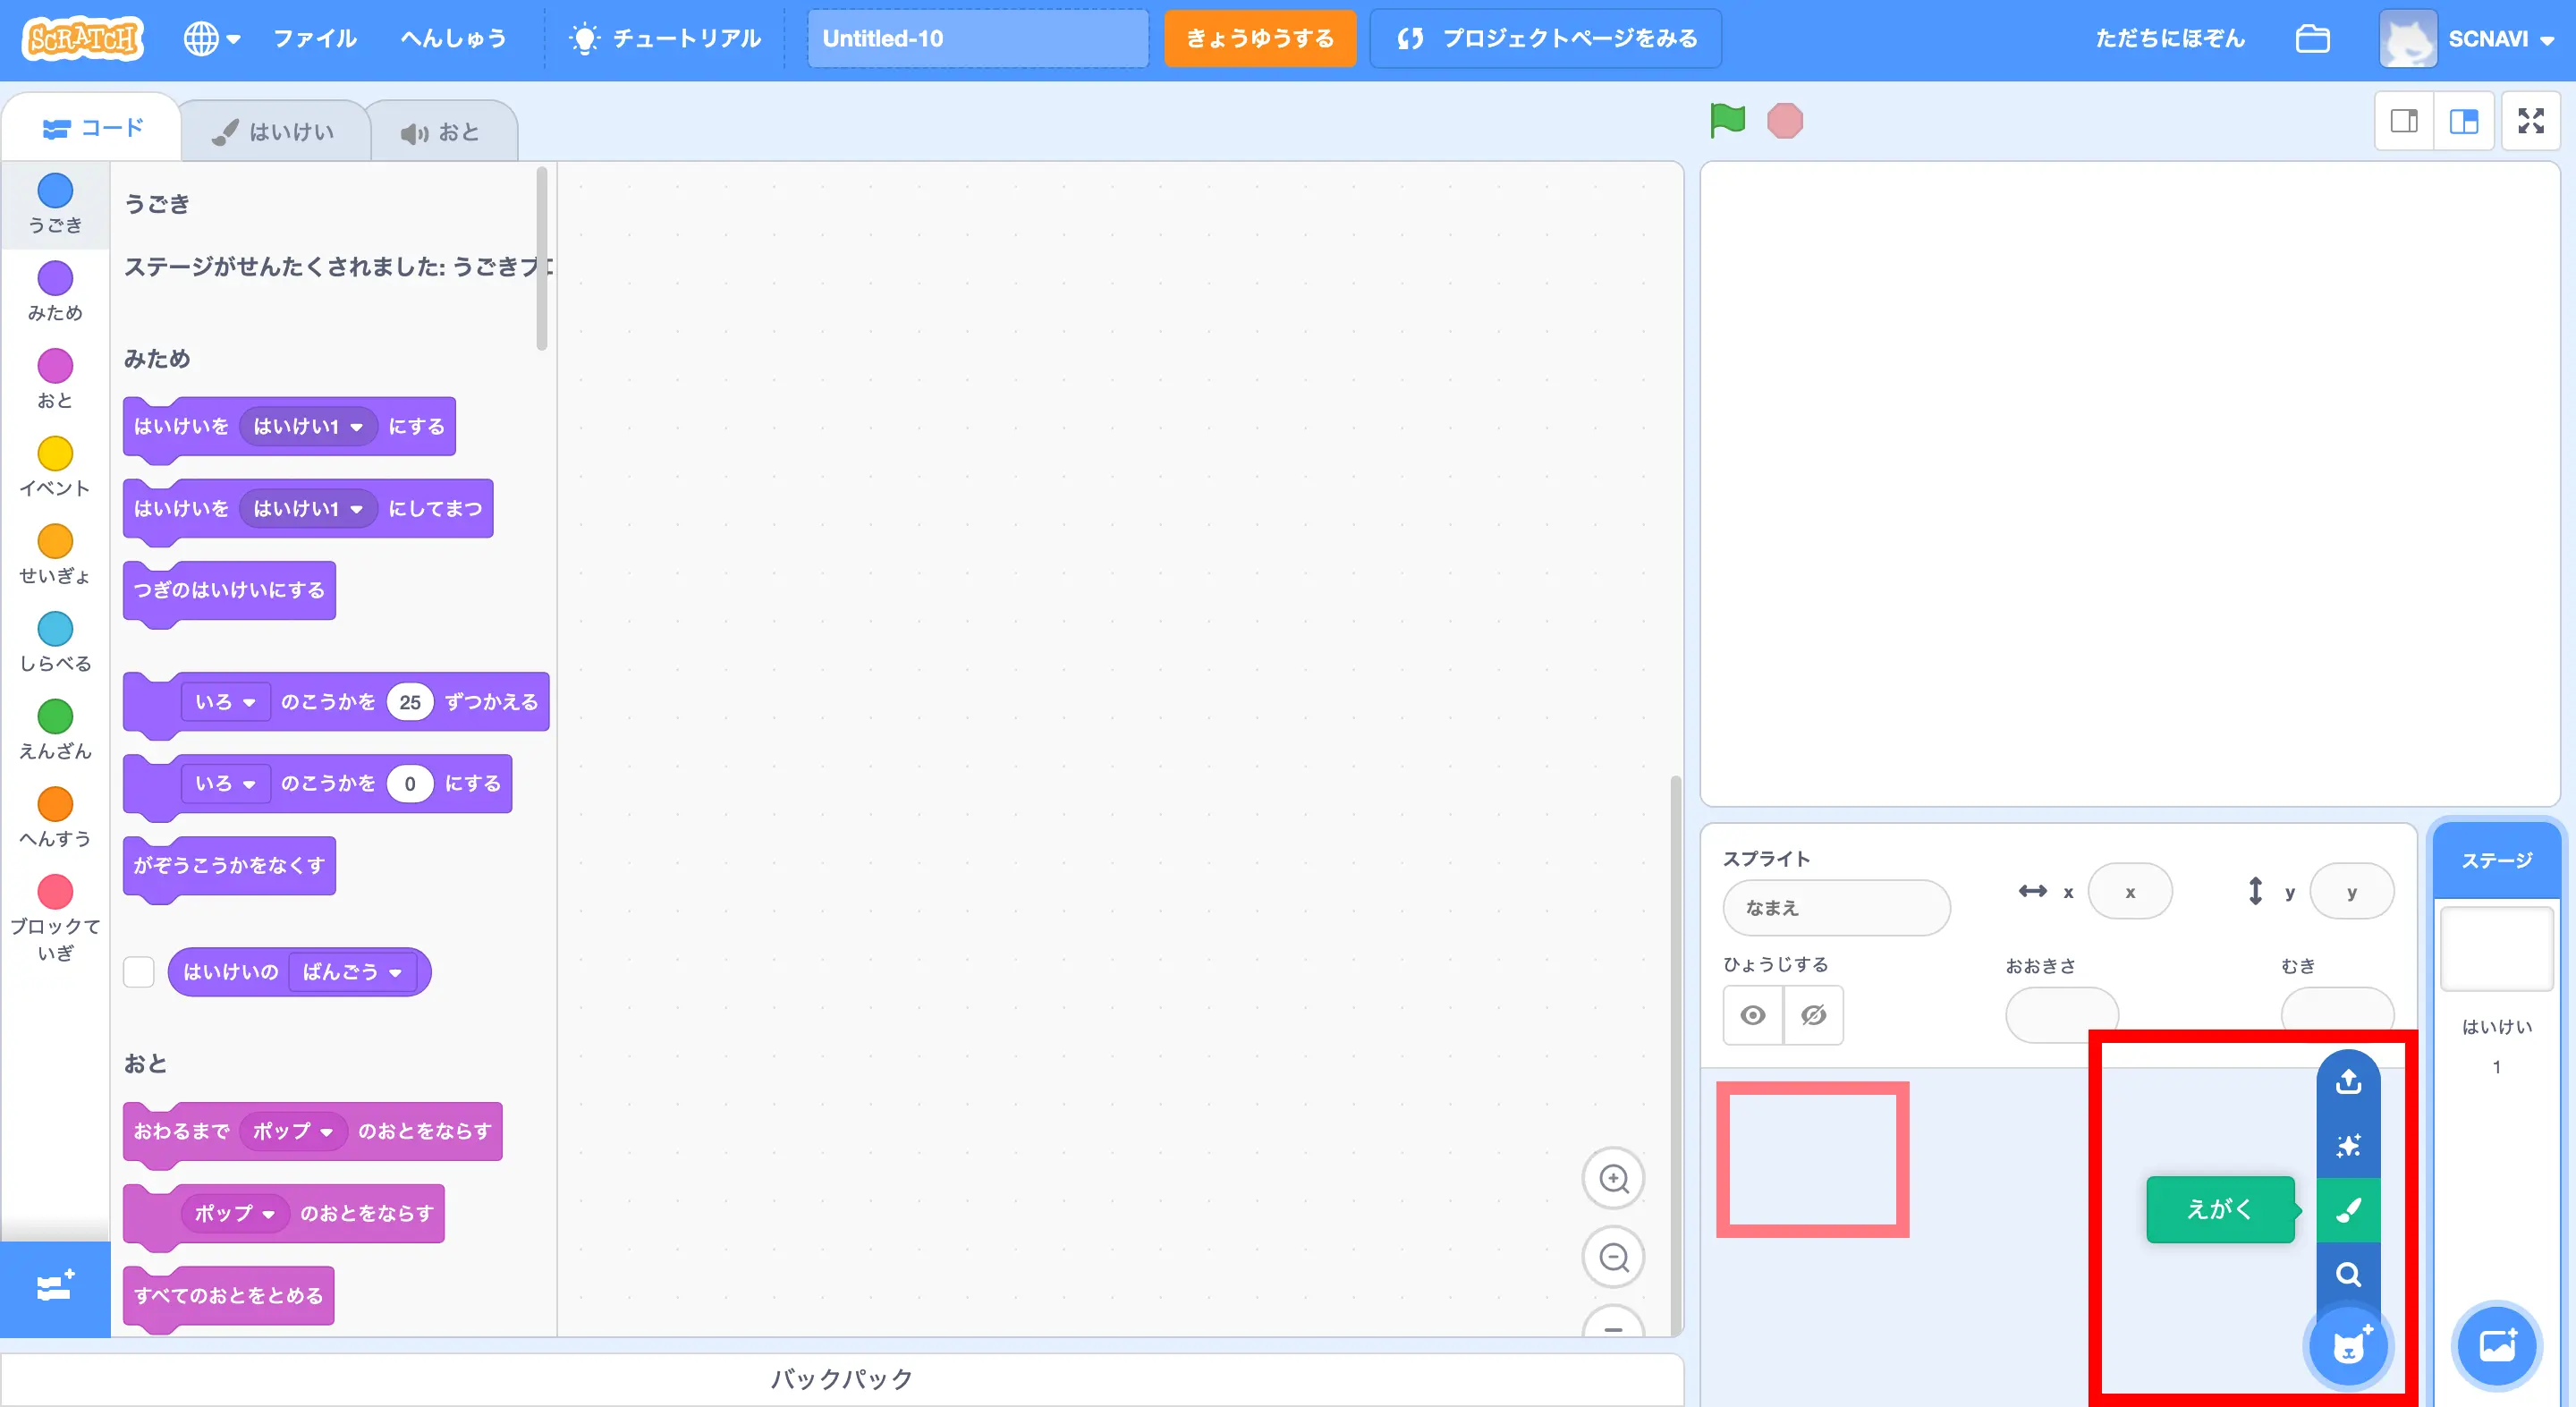 SCRATCH
ファイル
へんしゅう
チュートリアル
Untitled-10
きょうゆうする
プロジェクトページをみる
ただちにほぞん
SCNAVI
コード
はいけい
おと
うごき
みため
おと
イベント
せいぎょ
しらべる
えんざん
へんすう
ブロックて
いぎ
うごき
ステージがせんたくされました: うごきブ
みため
はいけいを はいけい1 にする
はいけいを はいけい1 にしてまつ
つぎのはいけいにする
いろ のこうかを 25 ずつかえる
いろ のこうかを 0 にする
がぞうこうかをなくす
はいけいの ばんごう
おと
おわるまで ポップ のおとをならす
ポップ のおとをならす
すべてのおとをとめる
バックパック
スプライト
なまえ
x x
y y
ひょうじする
おおきさ
むき
えがく
ステージ
はいけい
1